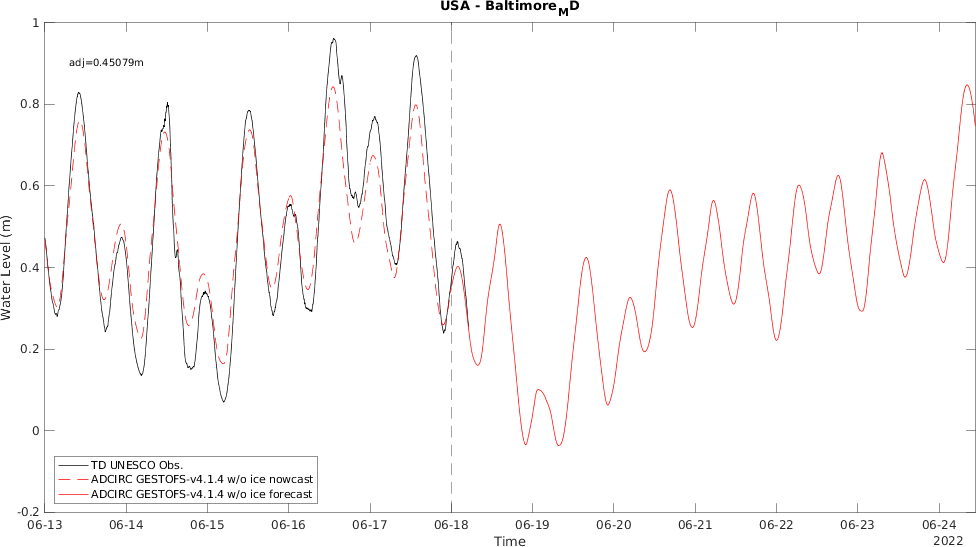 USA - Baltimore_MD
1
0.8
0.6
0.4
0.2
0
-0.2
Water Level (m)
adj=0.45079m
TD UNESCO Obs.
ADCIRC GESTOFS-v4.1.4 w/o ice nowcast
ADCIRC GESTOFS-v4.1.4 w/o ice forecast
06-13 06-14 06-15 06-16 06-17 06-18 06-19 06-20 06-21 06-22 06-23 06-24
Time
2022